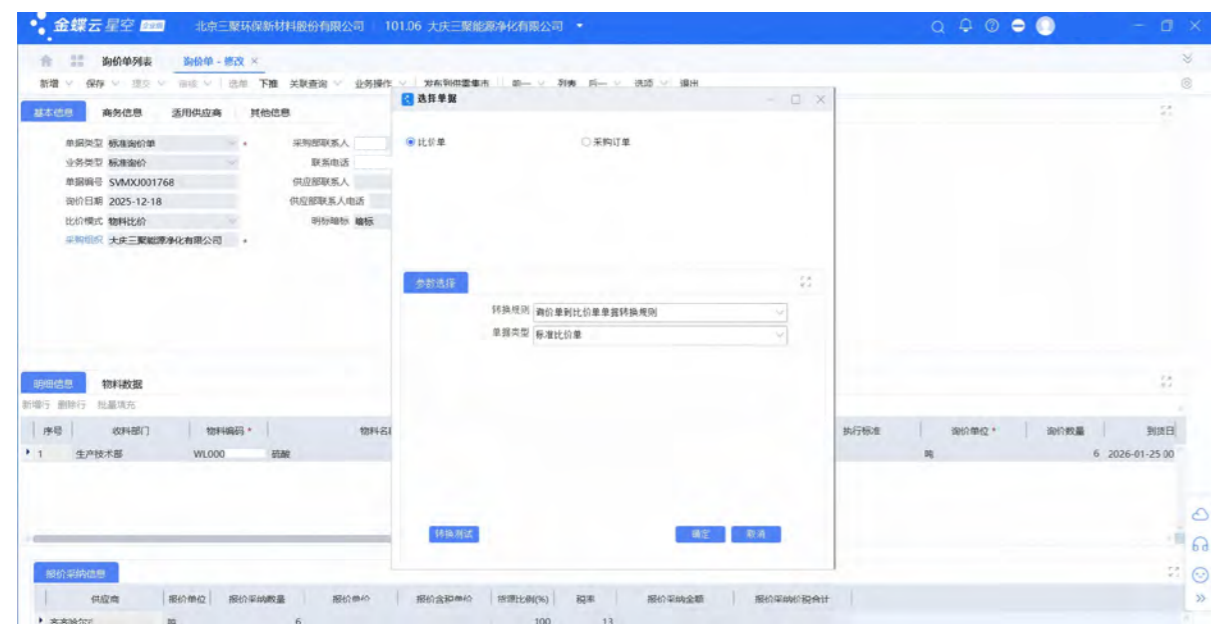 金蝶云星空 北京三聚环保新材料股份有限公司 101.06 大庆三聚能源净化有限公司
询价单列表 询价单 - 修改 ×
新增 保存 提交 审核 选单 下推 关联查询 业务操作 发布到供需集市 前一 列表 后一 选项 退出
选择单据
基本信息 商务信息 适用供应商 其他信息
比价单 采购订单
单据类型 标准询价单 * 采购部联系人
业务类型 标准询价 联系电话
单据编号 SVMXJ001768 供应部联系人
询价日期 2025-12-18 供应部联系人电话
比价模式 物料比价 明标暗标 暗标
采购组织 大庆三聚能源净化有限公司 *
参数选择
转换规则 询价单到比价单单据转换规则
单据类型 标准比价单
明细信息 物料数据
新增行 删除行 批量填充
序号 收料部门 物料编码 * 物料名 执行标准 询价单位 * 询价数量 到货日
1 生产技术部 WL000 硫酸 吨 6 2026-01-25 00
转换测试 确定 取消
报价采纳信息
供应商 报价单位 报价采纳数量 报价单价 报价含税单价 货源比例(%) 税率 报价采纳金额 报价采纳价税合计
齐齐哈尔 吨 6 100 13